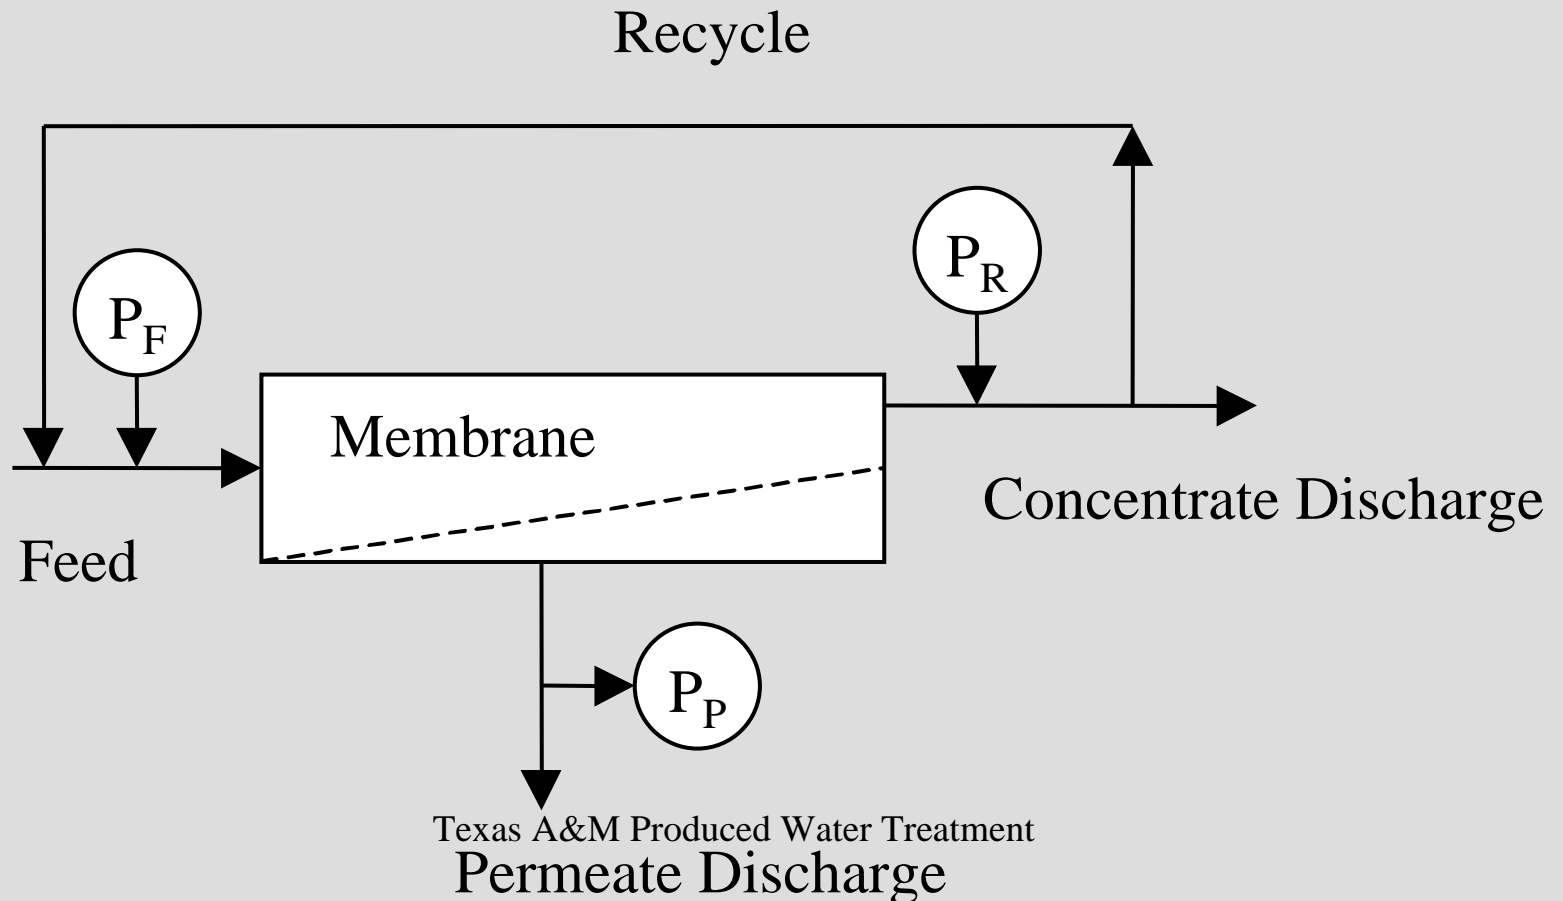 Recycle
P_R
P_F
Membrane
Concentrate Discharge
Feed
P_P
Texas A&M Produced Water Treatment
Permeate Discharge